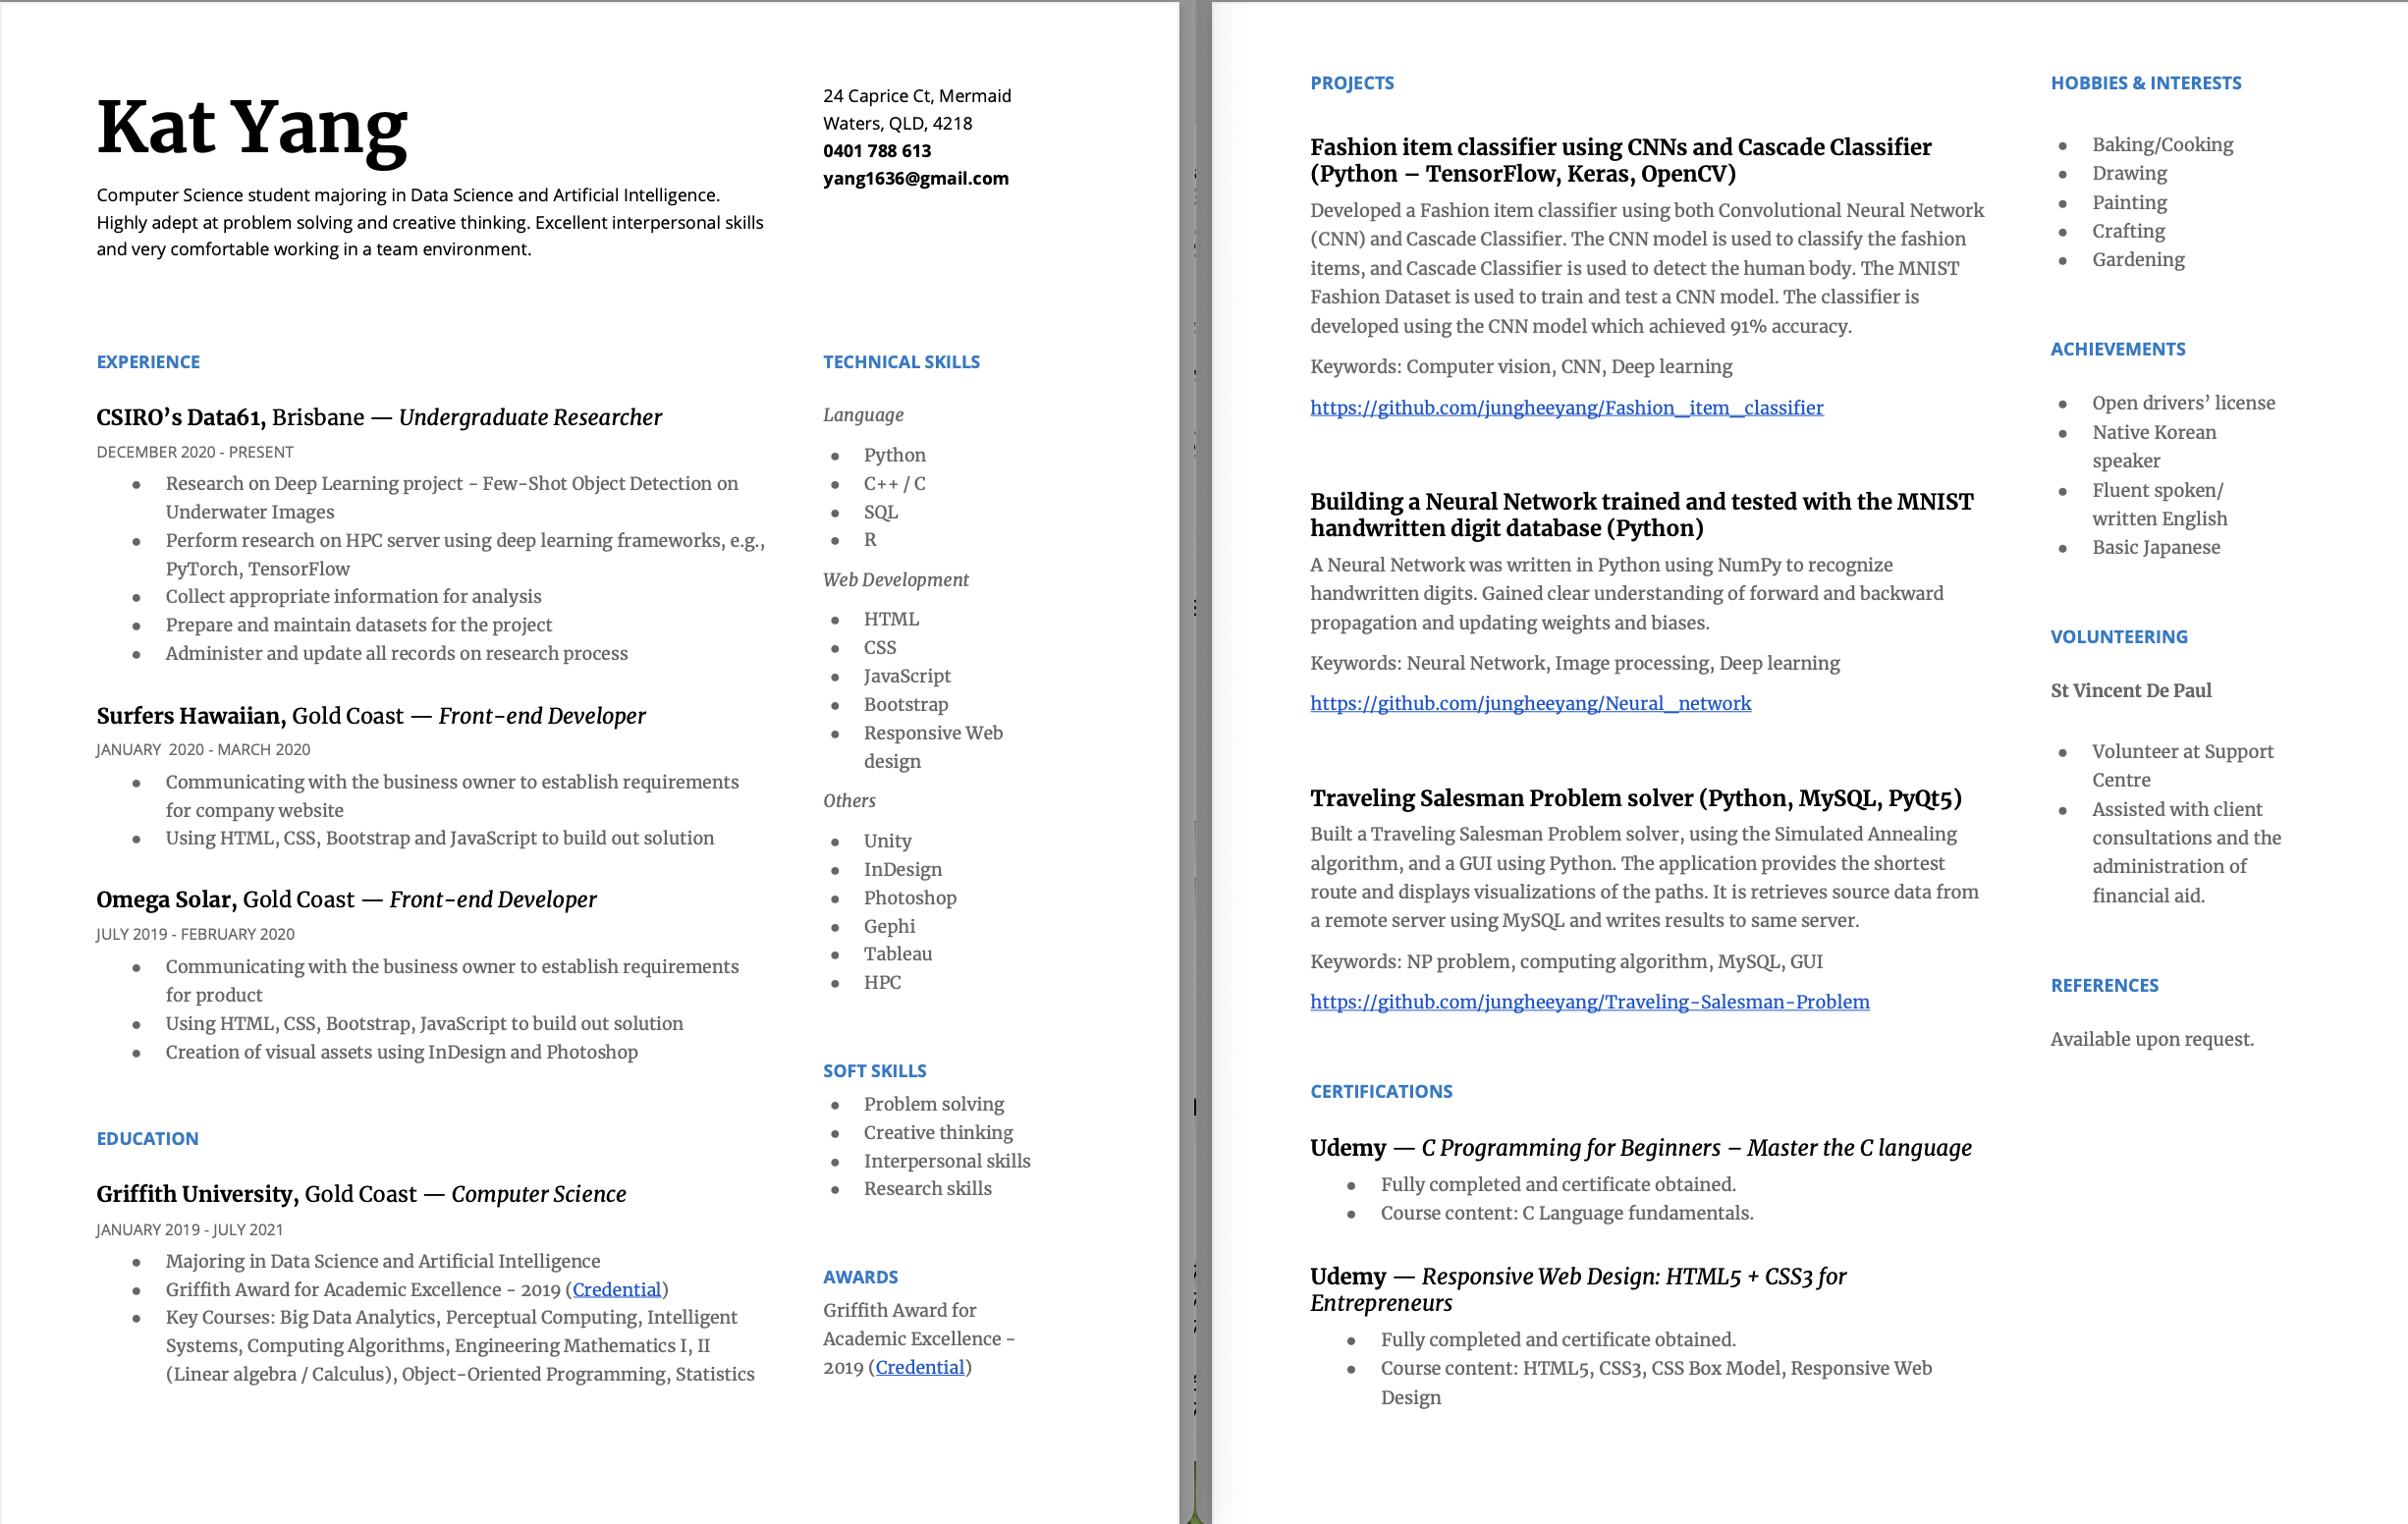 Kat Yang
Computer Science student majoring in Data Science and Artificial Intelligence.
Highly adept at problem solving and creative thinking. Excellent interpersonal skills
and very comfortable working in a team environment.
24 Caprice Ct, Mermaid
Waters, QLD, 4218
0401 788 613
yang1636@gmail.com
EXPERIENCE
CSIRO’s Data61, Brisbane — Undergraduate Researcher
DECEMBER 2020 - PRESENT
● Research on Deep Learning project - Few-Shot Object Detection on
Underwater Images
● Perform research on HPC server using deep learning frameworks, e.g.,
PyTorch, TensorFlow
● Collect appropriate information for analysis
● Prepare and maintain datasets for the project
● Administer and update all records on research process
Surfers Hawaiian, Gold Coast — Front-end Developer
JANUARY  2020 - MARCH 2020
● Communicating with the business owner to establish requirements
for company website
● Using HTML, CSS, Bootstrap and JavaScript to build out solution
Omega Solar, Gold Coast — Front-end Developer
JULY 2019 - FEBRUARY 2020
● Communicating with the business owner to establish requirements
for product
● Using HTML, CSS, Bootstrap, JavaScript to build out solution
● Creation of visual assets using InDesign and Photoshop
EDUCATION
Griffith University, Gold Coast — Computer Science
JANUARY 2019 - JULY 2021
● Majoring in Data Science and Artificial Intelligence
● Griffith Award for Academic Excellence - 2019 (Credential)
● Key Courses: Big Data Analytics, Perceptual Computing, Intelligent
Systems, Computing Algorithms, Engineering Mathematics I, II
(Linear algebra / Calculus), Object-Oriented Programming, Statistics
TECHNICAL SKILLS
Language
● Python
● C++ / C
● SQL
● R
Web Development
● HTML
● CSS
● JavaScript
● Bootstrap
● Responsive Web
design
Others
● Unity
● InDesign
● Photoshop
● Gephi
● Tableau
● HPC
SOFT SKILLS
● Problem solving
● Creative thinking
● Interpersonal skills
● Research skills
AWARDS
Griffith Award for
Academic Excellence -
2019 (Credential)
PROJECTS
Fashion item classifier using CNNs and Cascade Classifier
(Python – TensorFlow, Keras, OpenCV)
Developed a Fashion item classifier using both Convolutional Neural Network
(CNN) and Cascade Classifier. The CNN model is used to classify the fashion
items, and Cascade Classifier is used to detect the human body. The MNIST
Fashion Dataset is used to train and test a CNN model. The classifier is
developed using the CNN model which achieved 91% accuracy.
Keywords: Computer vision, CNN, Deep learning
https://github.com/jungheeyang/Fashion_item_classifier
Building a Neural Network trained and tested with the MNIST
handwritten digit database (Python)
A Neural Network was written in Python using NumPy to recognize
handwritten digits. Gained clear understanding of forward and backward
propagation and updating weights and biases.
Keywords: Neural Network, Image processing, Deep learning
https://github.com/jungheeyang/Neural_network
Traveling Salesman Problem solver (Python, MySQL, PyQt5)
Built a Traveling Salesman Problem solver, using the Simulated Annealing
algorithm, and a GUI using Python. The application provides the shortest
route and displays visualizations of the paths. It is retrieves source data from
a remote server using MySQL and writes results to same server.
Keywords: NP problem, computing algorithm, MySQL, GUI
https://github.com/jungheeyang/Traveling-Salesman-Problem
CERTIFICATIONS
Udemy — C Programming for Beginners – Master the C language
● Fully completed and certificate obtained.
● Course content: C Language fundamentals.
Udemy — Responsive Web Design: HTML5 + CSS3 for
Entrepreneurs
● Fully completed and certificate obtained.
● Course content: HTML5, CSS3, CSS Box Model, Responsive Web
Design
HOBBIES & INTERESTS
● Baking/Cooking
● Drawing
● Painting
● Crafting
● Gardening
ACHIEVEMENTS
● Open drivers’ license
● Native Korean
speaker
● Fluent spoken/
written English
● Basic Japanese
VOLUNTEERING
St Vincent De Paul
● Volunteer at Support
Centre
● Assisted with client
consultations and the
administration of
financial aid.
REFERENCES
Available upon request.